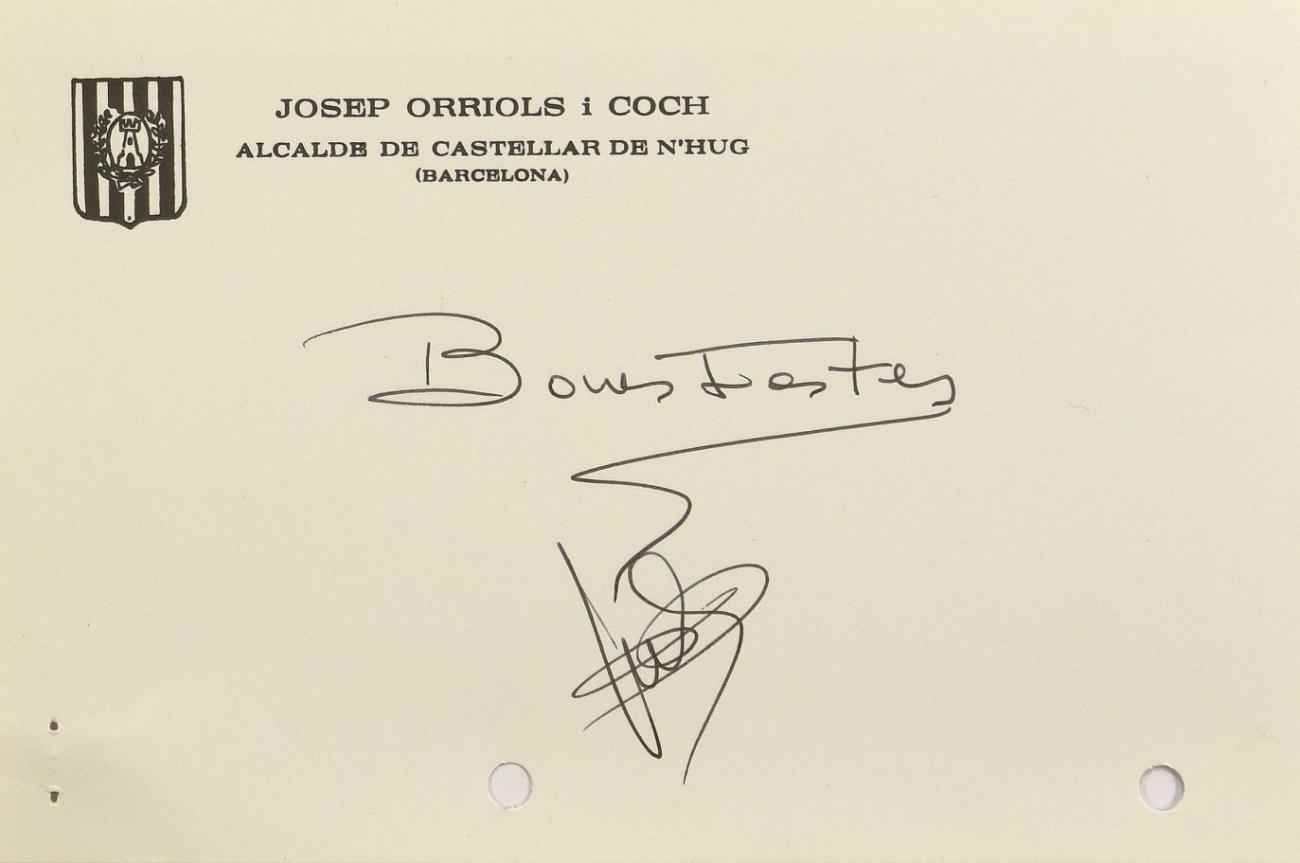 JOSEP ORRIOLS i COCH
ALCALDE DE CASTELLAR DE N'HUG
(BARCELONA)
Bones Festes